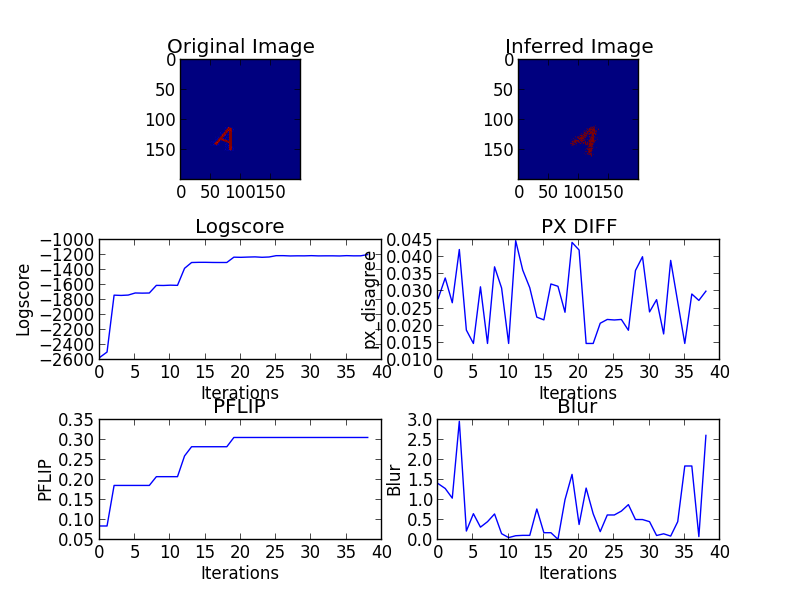 Original Image
0
50
100
150
0 50 100 150
A
Inferred Image
0
50
100
150
0 50 100 150
A
Logscore
Logscore
−1000
−1200
−1400
−1600
−1800
−2000
−2200
−2400
−2600
0 5 10 15 20 25 30 35 40
Iterations
PX DIFF
px_disagree
0.045
0.040
0.035
0.030
0.025
0.020
0.015
0.010
0 5 10 15 20 25 30 35 40
Iterations
PFLIP
PFLIP
0.35
0.30
0.25
0.20
0.15
0.10
0.05
0 5 10 15 20 25 30 35 40
Iterations
Blur
Blur
3.0
2.5
2.0
1.5
1.0
0.5
0.0
0 5 10 15 20 25 30 35 40
Iterations